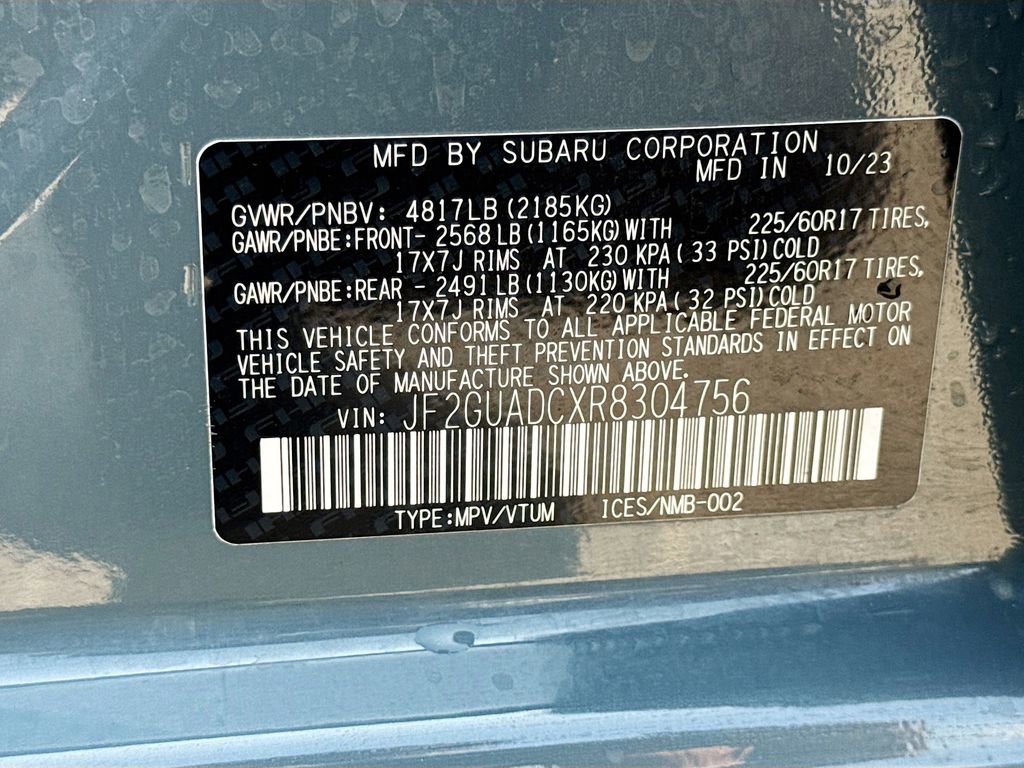 MFD BY SUBARU CORPORATION
MFD IN 10/23
GVWR/PNBV: 4817LB (2185KG)
GAWR/PNBE:FRONT- 2568 LB (1165KG) WITH 225/60R17 TIRES,
17X7J RIMS AT 230 KPA ( 33 PSI) COLD
GAWR/PNBE:REAR - 2491 LB (1130KG) WITH 225/60R17 TIRES,
17X7J RIMS AT 220 KPA ( 32 PSI) COLD
THIS VEHICLE CONFORMS TO ALL APPLICABLE FEDERAL MOTOR
VEHICLE SAFETY AND THEFT PREVENTION STANDARDS IN EFFECT ON
THE DATE OF MANUFACTURE SHOWN ABOVE.
VIN: JF2GUADCXR8304756
TYPE:MPV/VTUM ICES/NMB-002